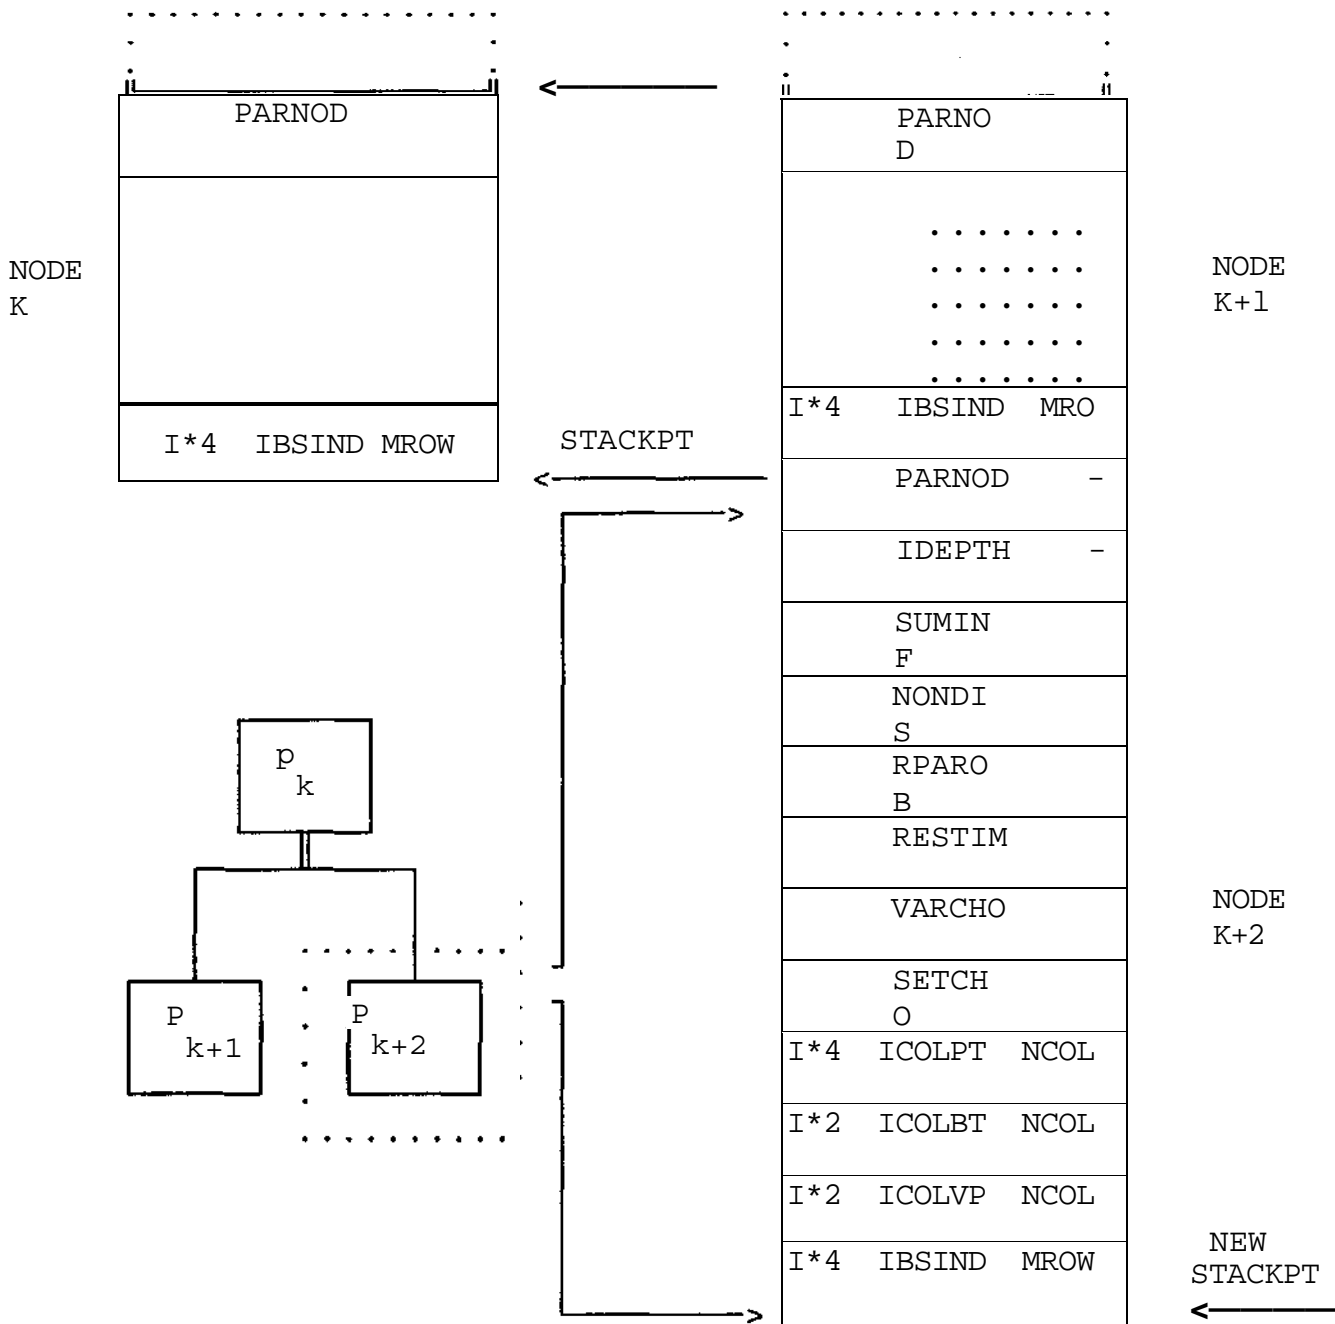 PARNOD
NODE
K
I*4 IBSIND MROW
STACKPT
p
k
P
k+1
P
k+2
PARNO
D
NODE
K+l
I*4 IBSIND MRO
PARNOD -
IDEPTH -
SUMIN
F
NONDI
S
RPARO
B
RESTIM
VARCHO
NODE
K+2
SETCH
O
I*4 ICOLPT NCOL
I*2 ICOLBT NCOL
I*2 ICOLVP NCOL
I*4 IBSIND MROW
NEW
STACKPT